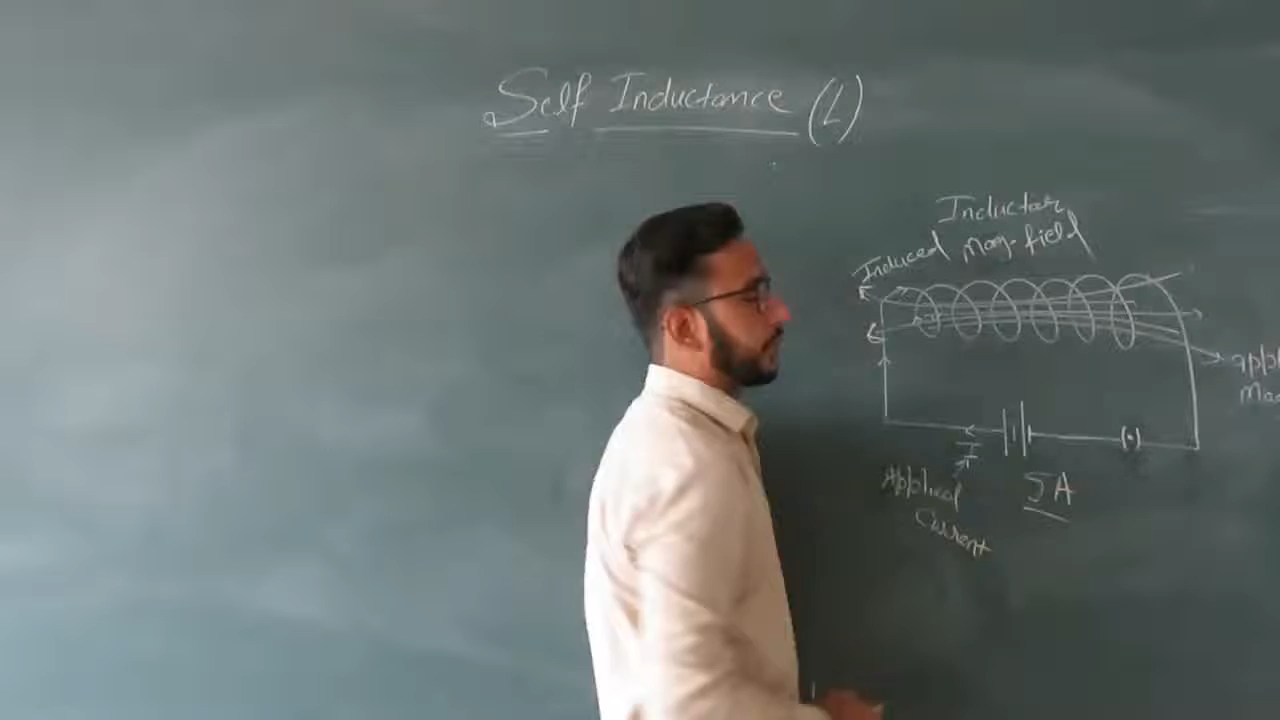 Self Inductance (L)
Inductor
Induced Mag. field
Applied
Current
5A
I